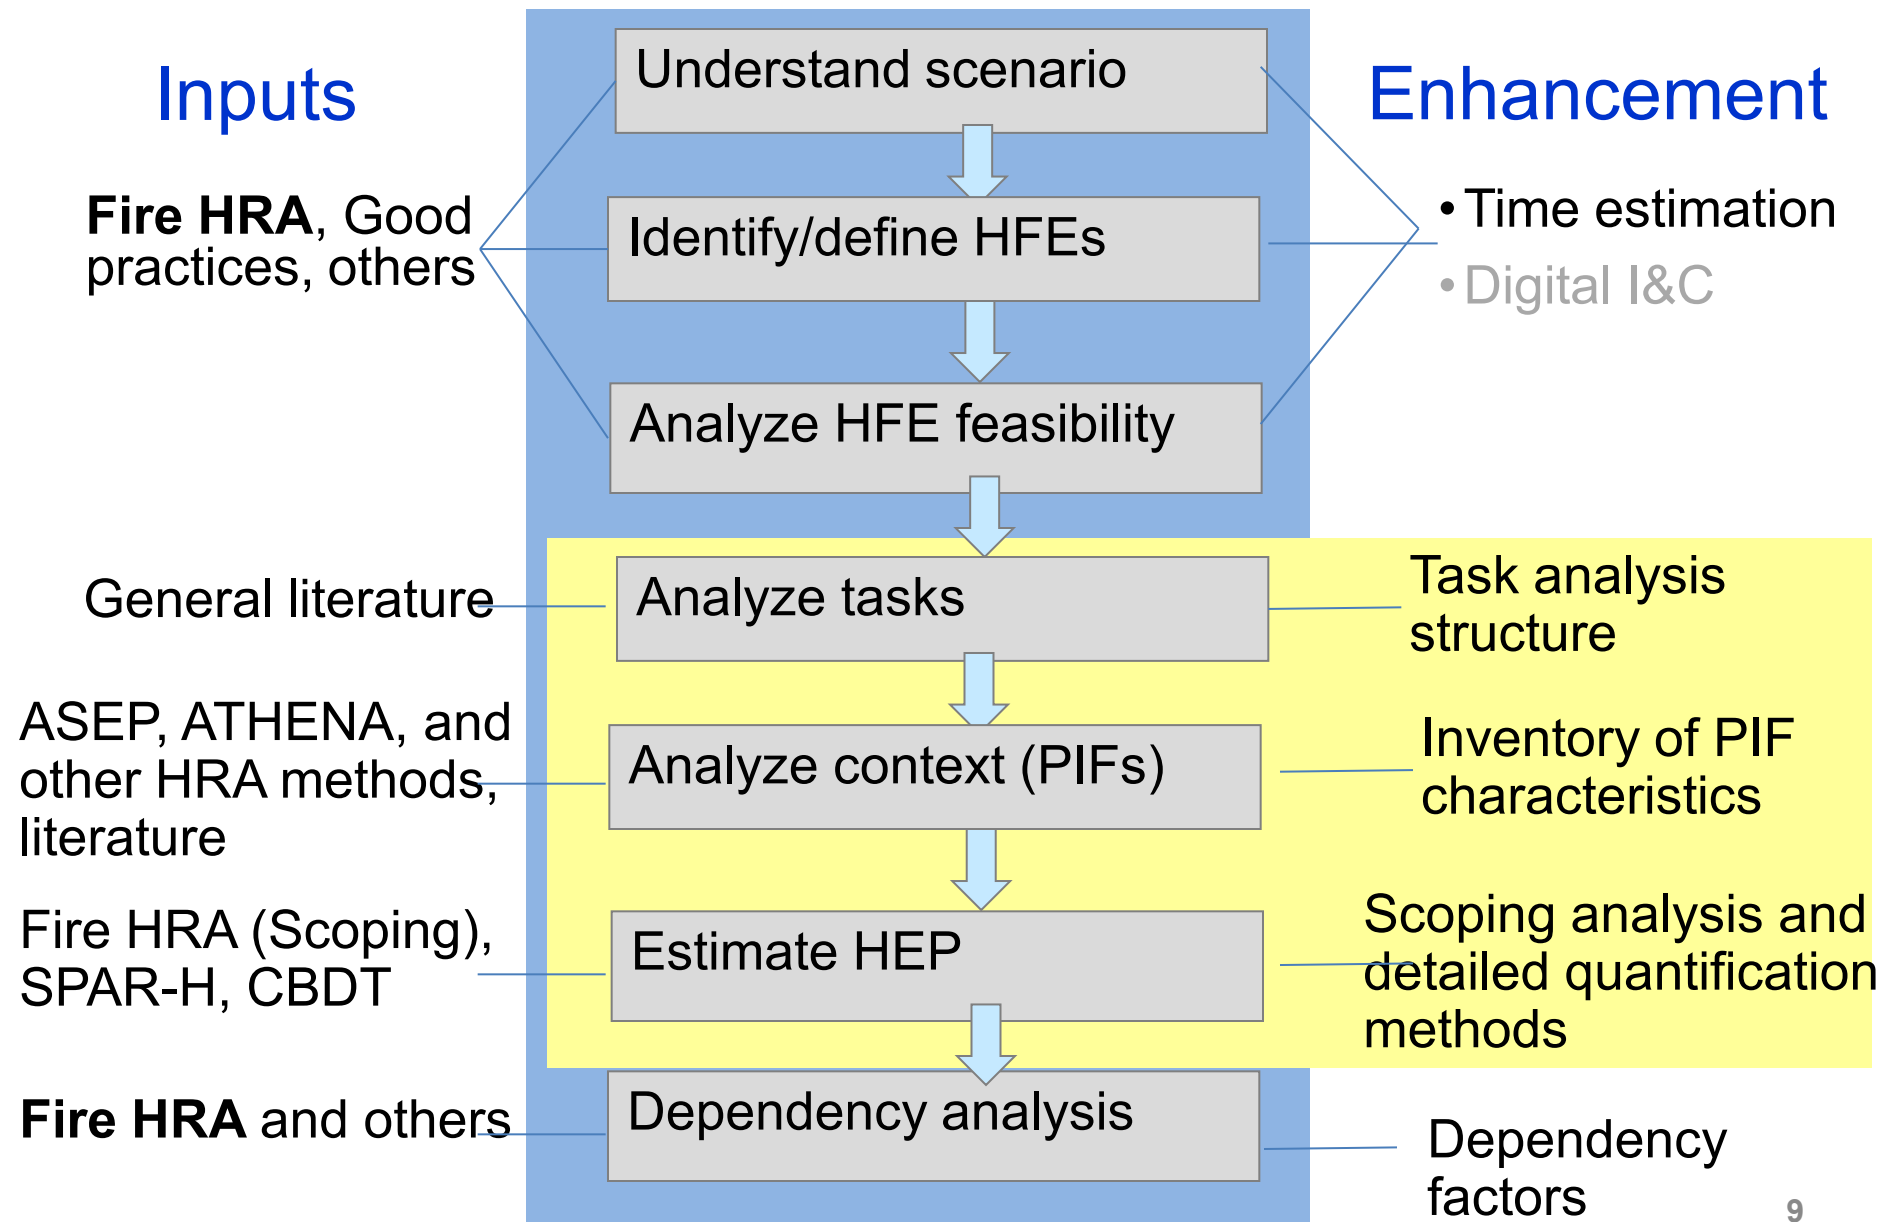 Understand scenario
Inputs
Enhancement
Fire HRA, Good
practices, others
Identify/define HFEs
•Time estimation
•Digital I&C
Analyze HFE feasibility
General literature
Analyze tasks
Task analysis
structure
ASEP, ATHENA, and
other HRA methods,
literature
Analyze context (PIFs)
Inventory of PIF
characteristics
Fire HRA (Scoping),
SPAR-H, CBDT
Estimate HEP
Scoping analysis and
detailed quantification
methods
Fire HRA and others
Dependency analysis
Dependency
factors
9